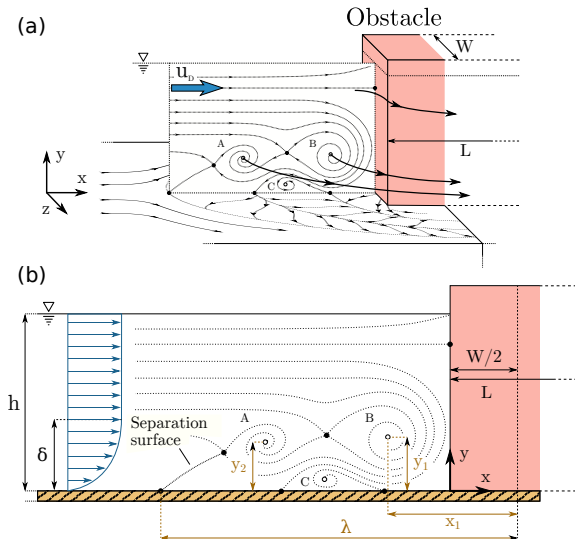 (a)
Obstacle
W
u_D
A
B
L
C
y
x
z
(b)
W/2
h
L
δ
Separation
surface
A
B
y_2
y_1
C
y
x
x_1
λ